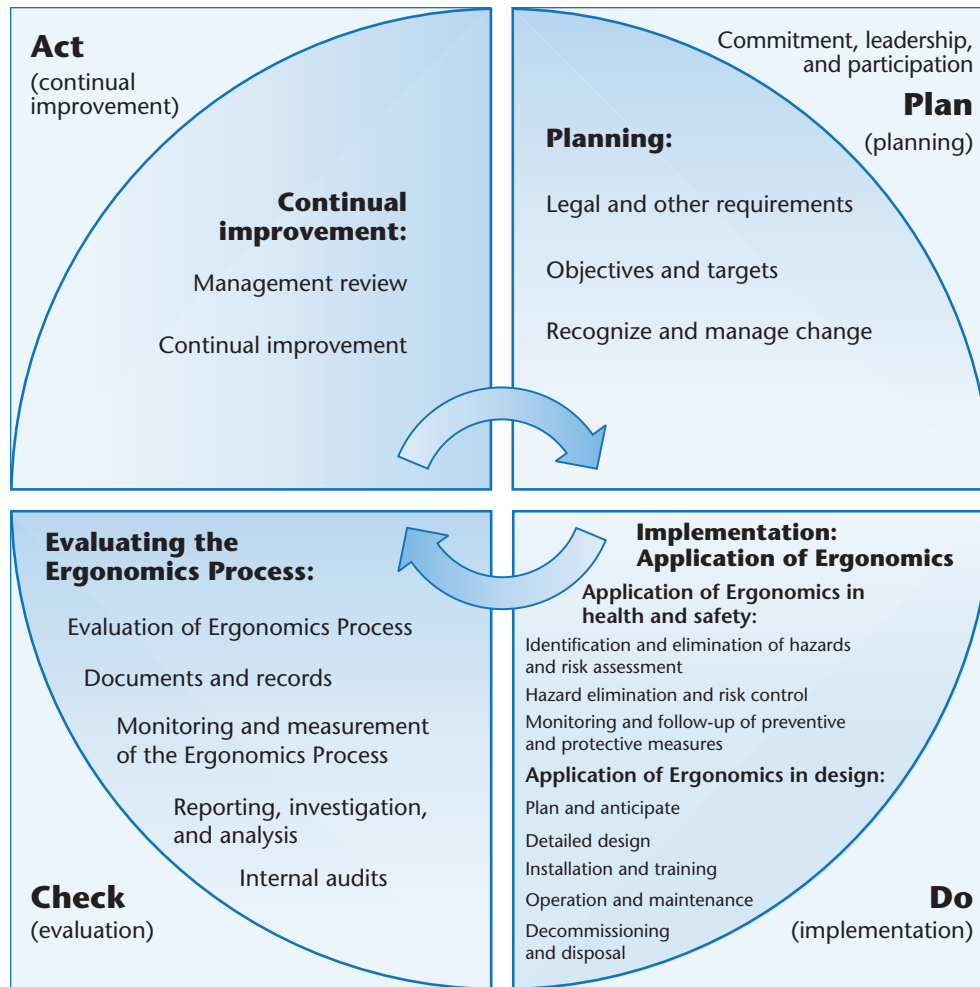 Act
(continual
improvement)
Continual
improvement:
Management review
Continual improvement
Commitment, leadership,
and participation
Plan
(planning)
Planning:
Legal and other requirements
Objectives and targets
Recognize and manage change
Evaluating the
Ergonomics Process:
Evaluation of Ergonomics Process
Documents and records
Monitoring and measurement
of the Ergonomics Process
Reporting, investigation,
and analysis
Internal audits
Check
(evaluation)
Implementation:
Application of Ergonomics
Application of Ergonomics in
health and safety:
Identification and elimination of hazards
and risk assessment
Hazard elimination and risk control
Monitoring and follow-up of preventive
and protective measures
Application of Ergonomics in design:
Plan and anticipate
Detailed design
Installation and training
Operation and maintenance
Decommissioning
and disposal
Do
(implementation)